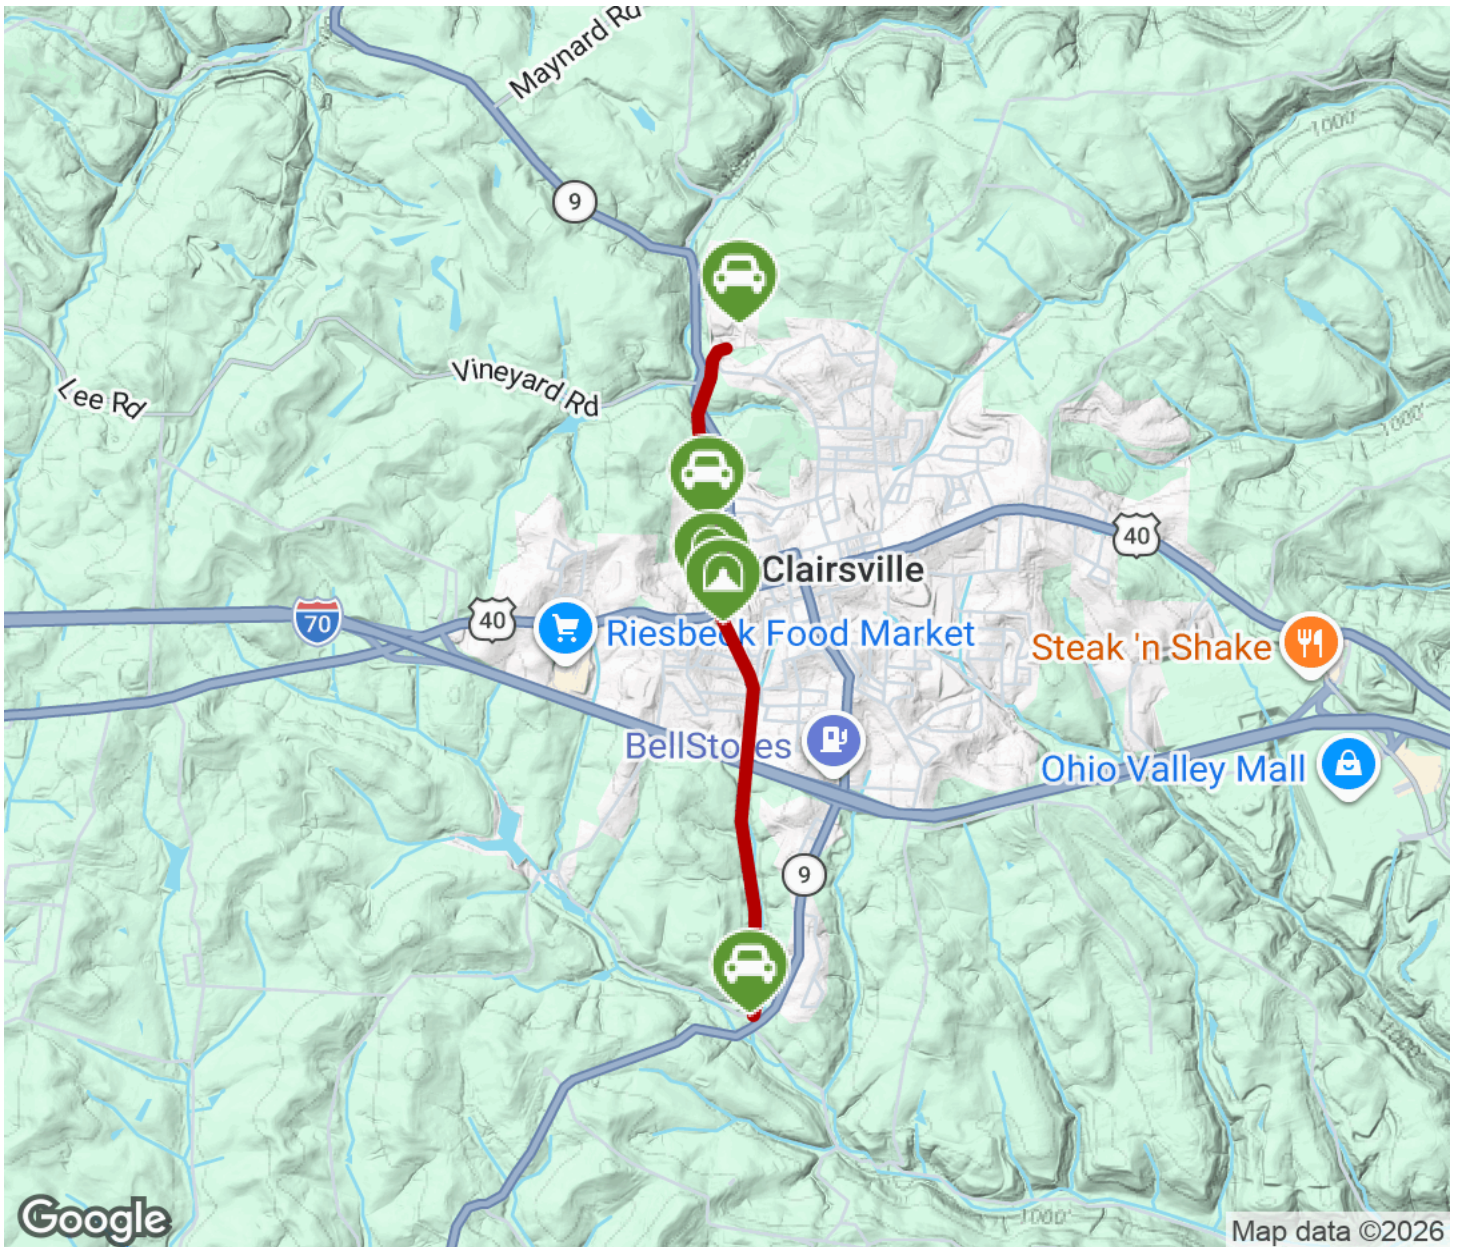 Maynard Rd
1000'
9
Vineyard Rd
Lee Rd
1000'
40
Clairsville
70
40
Riesbeck Food Market
Steak 'n Shake
BellStores
Ohio Valley Mall
9
1000'
1000'
Google
Map data ©2026